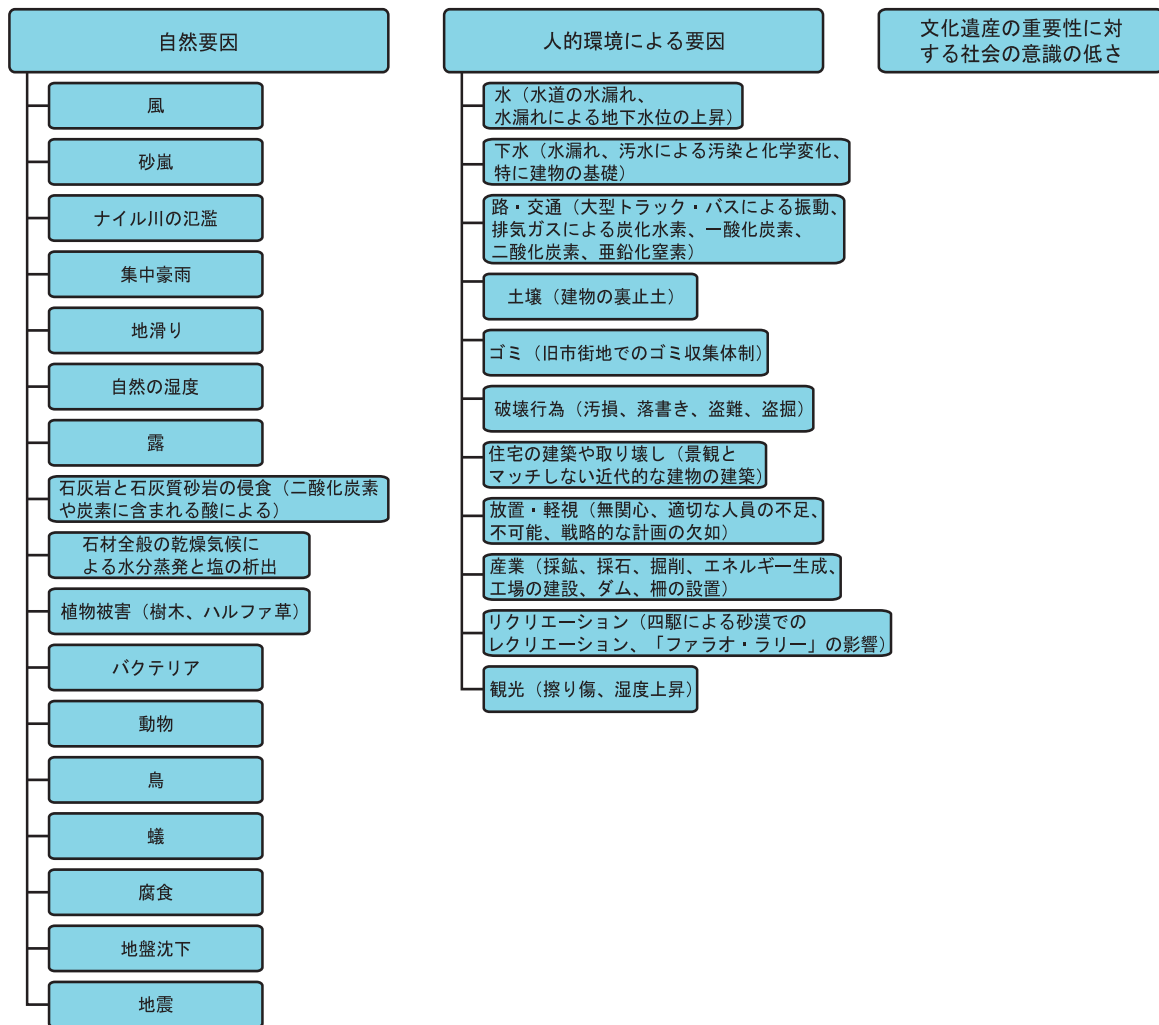 自然要因
風
砂嵐
ナイル川の氾濫
集中豪雨
地滑り
自然の湿度
露
石灰岩と石灰質砂岩の侵食（二酸化炭素
や炭素に含まれる酸による）
石材全般の乾燥気候に
よる水分蒸発と塩の析出
植物被害（樹木、ハルファ草）
バクテリア
動物
鳥
蟻
腐食
地盤沈下
地震
人的環境による要因
水（水道の水漏れ、
水漏れによる地下水位の上昇）
下水（水漏れ、汚水による汚染と化学変化、
特に建物の基礎）
路・交通（大型トラック・バスによる振動、
排気ガスによる炭化水素、一酸化炭素、
二酸化炭素、亜鉛化窒素）
土壌（建物の裏止土）
ゴミ（旧市街地でのゴミ収集体制）
破壊行為（汚損、落書き、盗難、盗掘）
住宅の建築や取り壊し（景観と
マッチしない近代的な建物の建築）
放置・軽視（無関心、適切な人員の不足、
不可能、戦略的な計画の欠如）
産業（採鉱、採石、掘削、エネルギー生成、
工場の建設、ダム、柵の設置）
リクリエーション（四駆による砂漠での
レクリエーション、「ファラオ・ラリー」の影響）
観光（擦り傷、湿度上昇）
文化遺産の重要性に対
する社会の意識の低さ